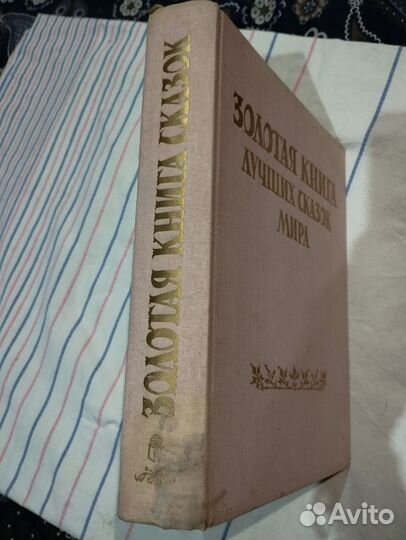 ЗОЛОТАЯ КНИГА СКАЗОК
ЗОЛОТАЯ КНИГА
ЛУЧШИХ СКАЗОК
МИРА
Avito